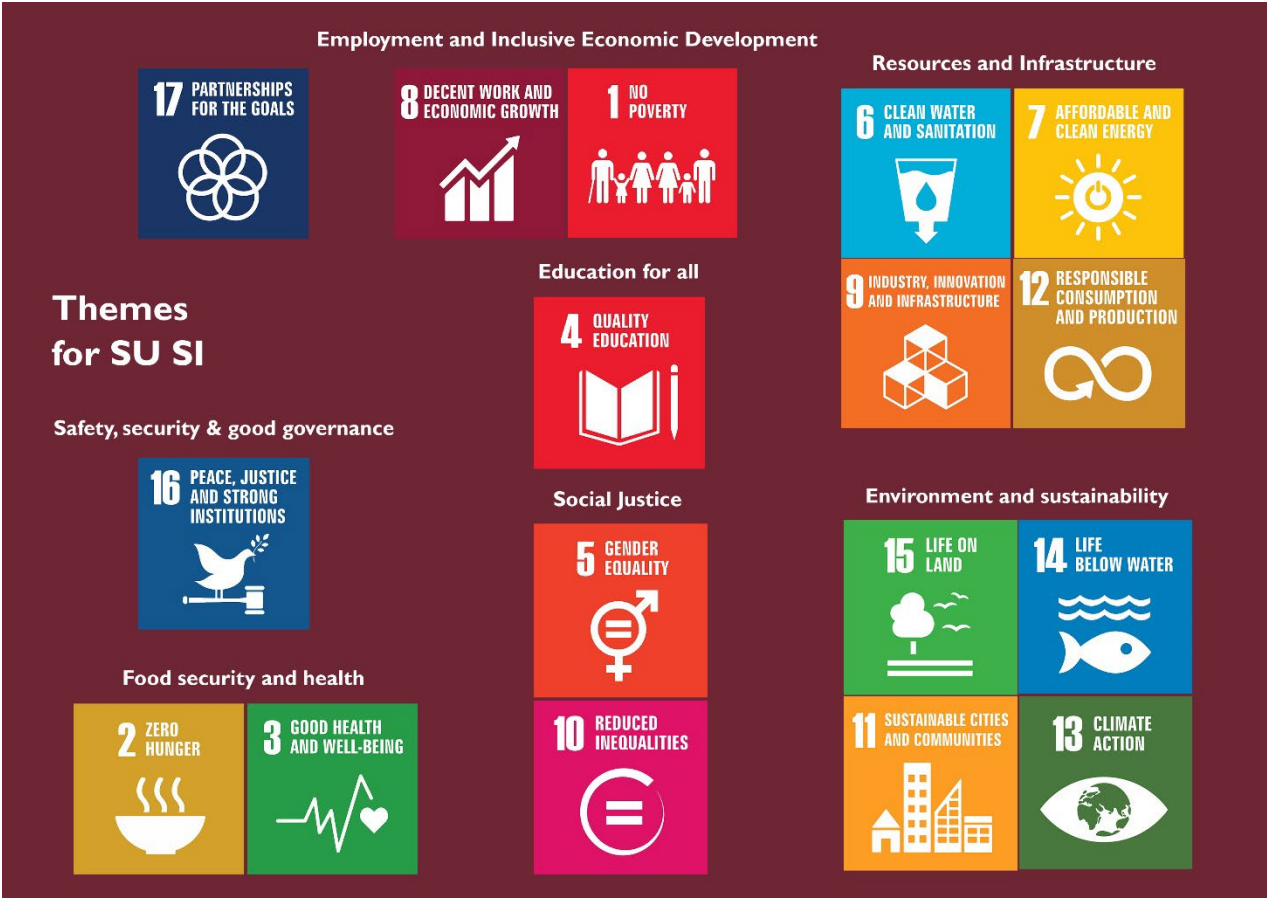 Employment and Inclusive Economic Development
17 PARTNERSHIPS
FOR THE GOALS
8 DECENT WORK AND
ECONOMIC GROWTH
1 NO
POVERTY
Resources and Infrastructure
6 CLEAN WATER
AND SANITATION
7 AFFORDABLE AND
CLEAN ENERGY
9 INDUSTRY, INNOVATION
AND INFRASTRUCTURE
12 RESPONSIBLE
CONSUMPTION
AND PRODUCTION
Themes
for SU SI
Education for all
4 QUALITY
EDUCATION
Safety, security & good governance
16 PEACE, JUSTICE
AND STRONG
INSTITUTIONS
Social Justice
5 GENDER
EQUALITY
10 REDUCED
INEQUALITIES
Environment and sustainability
15 LIFE ON
LAND
14 LIFE
BELOW WATER
11 SUSTAINABLE CITIES
AND COMMUNITIES
13 CLIMATE
ACTION
Food security and health
2 ZERO
HUNGER
3 GOOD HEALTH
AND WELL-BEING